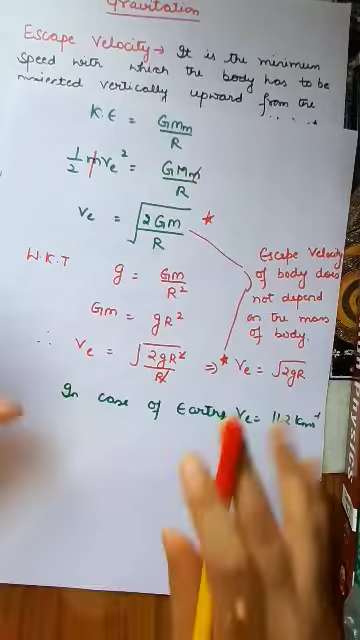 Gravitation
Escape Velocity → It is the minimum
speed with which the body has to be
vertically upward from the
......
K.E = GMm/R
1/2 mve² = GMm/R
ve = √(2Gm/R) *
W.K.T
g = Gm/R²
Gm = gR²
∴ ve = √(2gR²/R) ⇒ * ve = √2gR
Escape Velocity
of body does
not depend
on the mass
of body.
In case of Earth, Ve = 11.2 Kms⁻¹